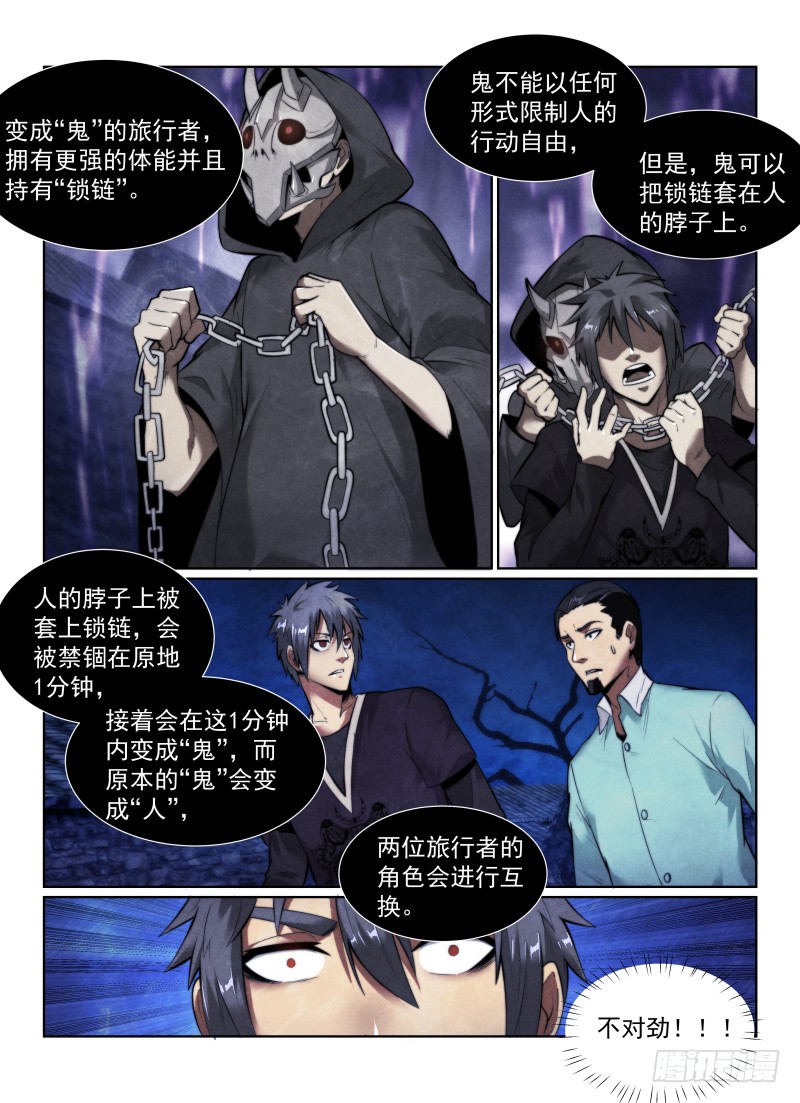 变成“鬼”的旅行者，
拥有更强的体能并且
持有“锁链”。
鬼不能以任何
形式限制人的
行动自由，
但是，鬼可以
把锁链套在人
的脖子上。
人的脖子上被
套上锁链，会
被禁锢在原地
1分钟，
接着会在这1分钟
内变成“鬼”，而
原本的“鬼”会变
成“人”，
两位旅行者的
角色会进行互
换。
不对劲！！！
腾讯动漫